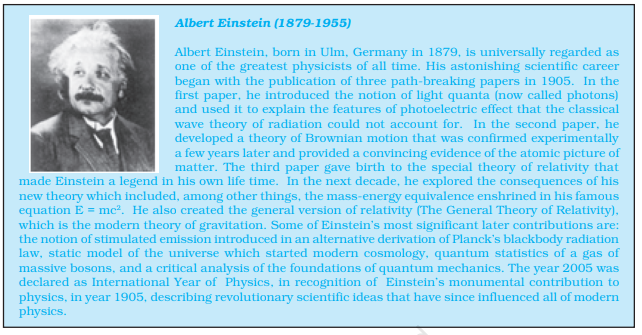 Albert Einstein (1879-1955)
Albert Einstein, born in Ulm, Germany in 1879, is universally regarded as
one of the greatest physicists of all time. His astonishing scientific career
began with the publication of three path-breaking papers in 1905. In the
first paper, he introduced the notion of light quanta (now called photons)
and used it to explain the features of photoelectric effect that the classical
wave theory of radiation could not account for. In the second paper, he
developed a theory of Brownian motion that was confirmed experimentally
a few years later and provided a convincing evidence of the atomic picture of
matter. The third paper gave birth to the special theory of relativity that
made Einstein a legend in his own life time. In the next decade, he explored the consequences of his
new theory which included, among other things, the mass-energy equivalence enshrined in his famous
equation E = mc². He also created the general version of relativity (The General Theory of Relativity),
which is the modern theory of gravitation. Some of Einstein's most significant later contributions are:
the notion of stimulated emission introduced in an alternative derivation of Planck's blackbody radiation
law, static model of the universe which started modern cosmology, quantum statistics of a gas of
massive bosons, and a critical analysis of the foundations of quantum mechanics. The year 2005 was
declared as International Year of Physics, in recognition of Einstein's monumental contribution to
physics, in year 1905, describing revolutionary scientific ideas that have since influenced all of modern
physics.